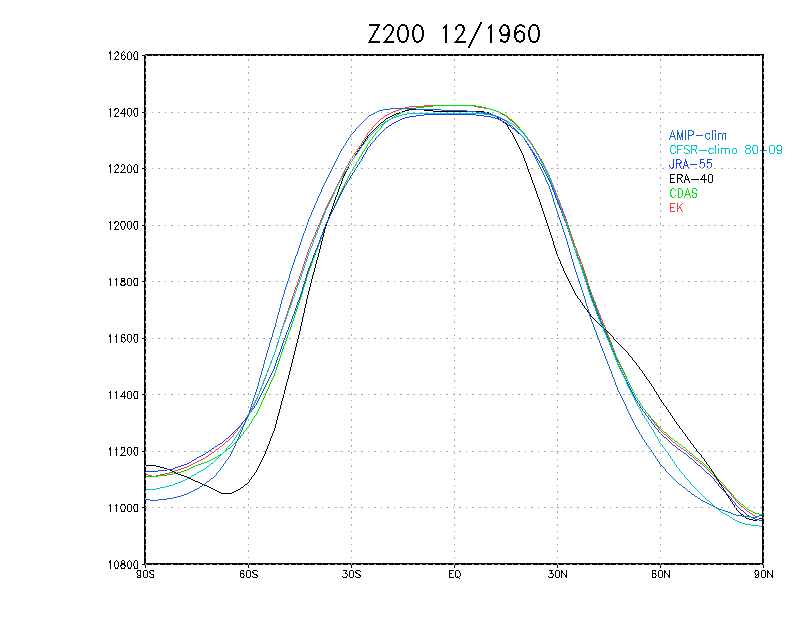 Z200 12/1960
12600
12400
12200
12000
11800
11600
11400
11200
11000
10800
90S 60S 30S EQ 30N 60N 90N
AMIP-clim
CFSR-climo 80-09
JRA-55
ERA-40
CDAS
EK